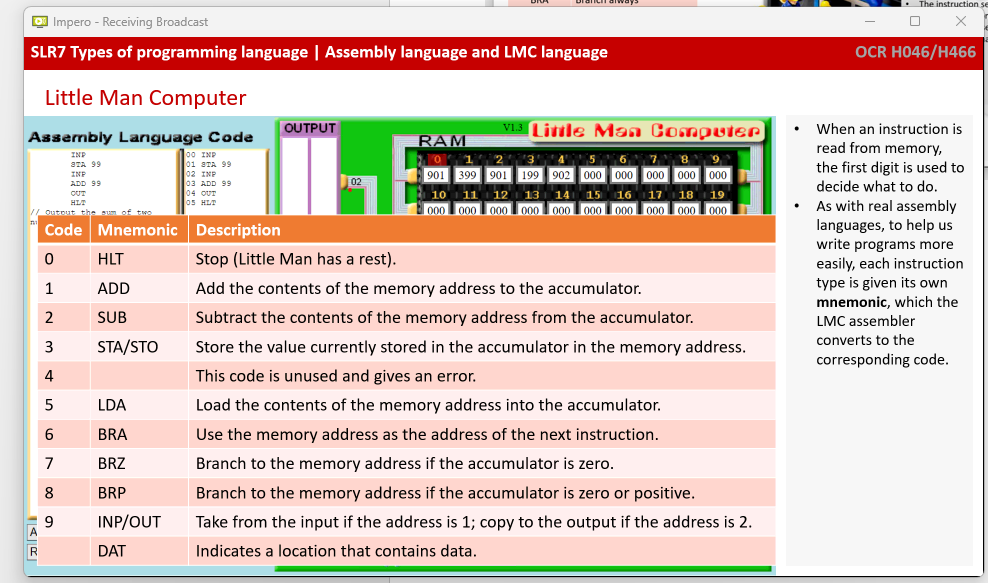 BRA Branch always
• The instruction se
Impero - Receiving Broadcast
SLR7 Types of programming language | Assembly language and LMC language
OCR H046/H466
Little Man Computer
Assembly Language Code
INP
STA 99
INP
ADD 99
OUT
HLT
// Output the sum of two
00 INP
01 STA 99
02 INP
03 ADD 99
04 OUT
05 HLT
OUTPUT
02
V1.3 Little Man Computer
RAM
0 1 2 3 4 5 6 7 8 9
901 399 901 199 902 000 000 000 000 000
10 11 12 13 14 15 16 17 18 19
000 000 000 000 000 000 000 000 000 000
Code Mnemonic Description
0 HLT Stop (Little Man has a rest).
1 ADD Add the contents of the memory address to the accumulator.
2 SUB Subtract the contents of the memory address from the accumulator.
3 STA/STO Store the value currently stored in the accumulator in the memory address.
4 This code is unused and gives an error.
5 LDA Load the contents of the memory address into the accumulator.
6 BRA Use the memory address as the address of the next instruction.
7 BRZ Branch to the memory address if the accumulator is zero.
8 BRP Branch to the memory address if the accumulator is zero or positive.
9 INP/OUT Take from the input if the address is 1; copy to the output if the address is 2.
DAT Indicates a location that contains data.
A
R
• When an instruction is
read from memory,
the first digit is used to
decide what to do.
• As with real assembly
languages, to help us
write programs more
easily, each instruction
type is given its own
mnemonic, which the
LMC assembler
converts to the
corresponding code.